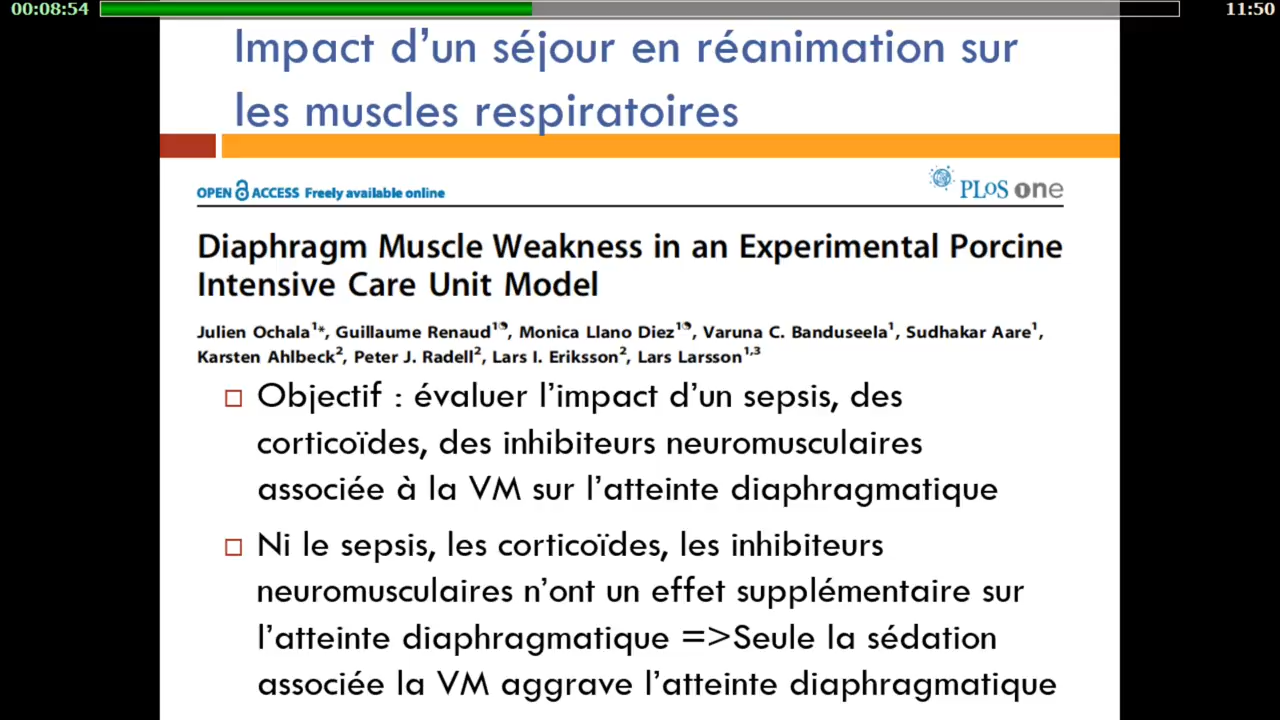 00:08:54
11:50
Impact d’un séjour en réanimation sur
les muscles respiratoires
OPEN ACCESS Freely available online
PLoS one
Diaphragm Muscle Weakness in an Experimental Porcine
Intensive Care Unit Model
Julien Ochala1*, Guillaume Renaud1, Monica Llano Diez1, Varuna C. Banduseela1, Sudhakar Aare1,
Karsten Ahlbeck2, Peter J. Radell2, Lars I. Eriksson2, Lars Larsson1,3
Objectif : évaluer l’impact d’un sepsis, des
corticoïdes, des inhibiteurs neuromusculaires
associée à la VM sur l’atteinte diaphragmatique
Ni le sepsis, les corticoïdes, les inhibiteurs
neuromusculaires n’ont un effet supplémentaire sur
l’atteinte diaphragmatique =>Seule la sédation
associée la VM aggrave l’atteinte diaphragmatique